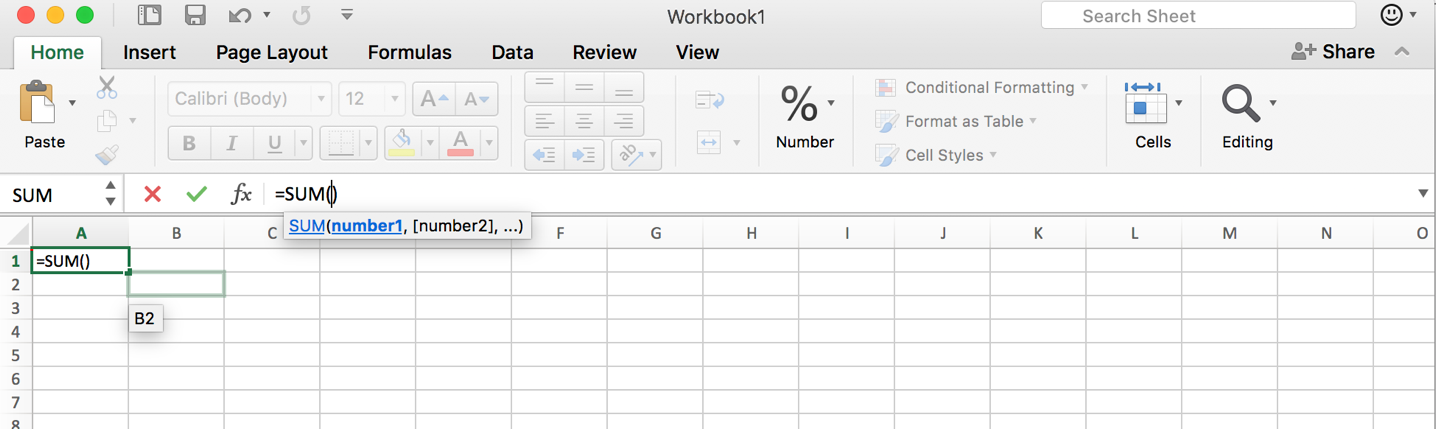 Workbook1
Search Sheet
Home Insert Page Layout Formulas Data Review View Share
Paste
Calibri (Body) 12 A A
B I U A
ab
% Number
Conditional Formatting
Format as Table
Cell Styles
Cells
Editing
SUM fx =SUM()
SUM(number1, [number2], ...)
A B C F G H I J K L M N O
1 =SUM()
2
B2
3
4
5
6
7
8